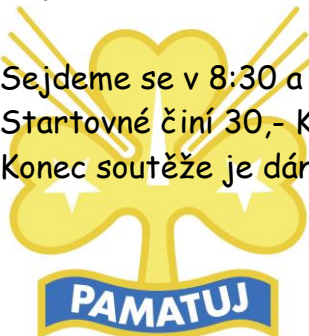 Sejdeme se v 8:30 a
Startovné činí 30,- K
Konec soutěže je dán
PAMATUJ